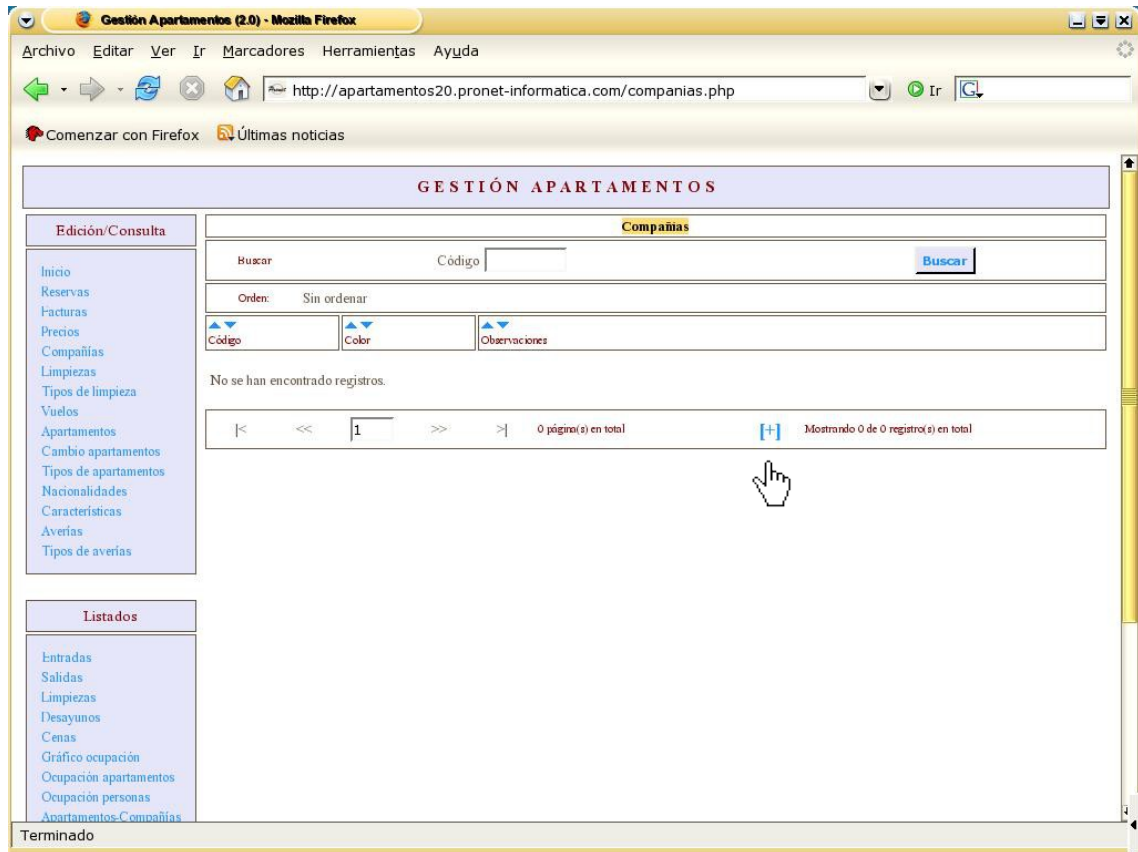 Gestión Apartamentos (2.0) - Mozilla Firefox
Archivo Editar Ver Ir Marcadores Herramientas Ayuda
http://apartamentos20.pronet-informatica.com/companias.php Ir G
Comenzar con Firefox Últimas noticias
GESTIÓN APARTAMENTOS
Edición/Consulta
Inicio
Reservas
Facturas
Precios
Compañías
Limpiezas
Tipos de limpieza
Vuelos
Apartamentos
Cambio apartamentos
Tipos de apartamentos
Nacionalidades
Características
Averías
Tipos de averías
Listados
Entradas
Salidas
Limpiezas
Desayunos
Cenas
Gráfico ocupación
Ocupación apartamentos
Ocupación personas
Apartamentos-Compañías
Compañias
Buscar Código Buscar
Orden: Sin ordenar
Código Color Observaciones
No se han encontrado registros.
|< << 1 >> >| 0 página(s) en total [+] Mostrando 0 de 0 registro(s) en total
Terminado